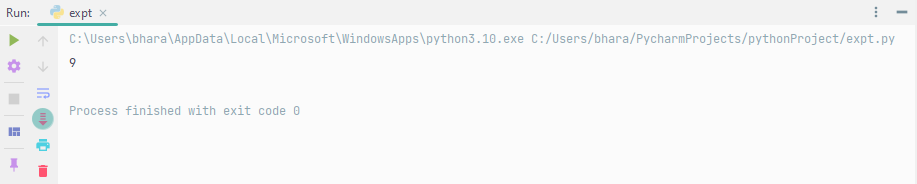 Run: expt
C:\Users\bhara\AppData\Local\Microsoft\WindowsApps\python3.10.exe C:/Users/bhara/PycharmProjects/pythonProject/expt.py
9
Process finished with exit code 0